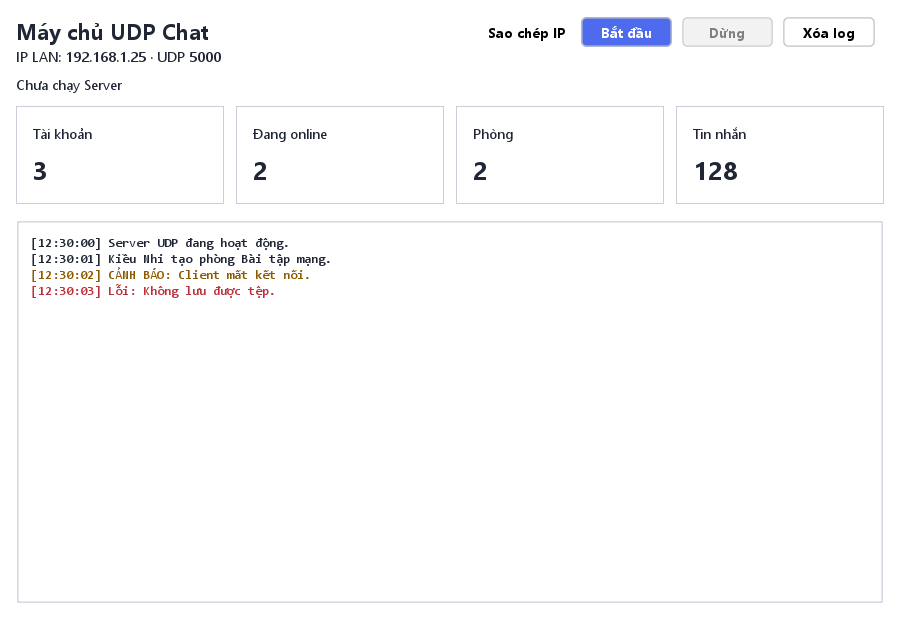 Máy chủ UDP Chat
Sao chép IP
Bắt đầu
Dừng
Xóa log
IP LAN: 192.168.1.25 · UDP 5000
Chưa chạy Server
Tài khoản
Đang online
Phòng
Tin nhắn
3
2
2
128
[12:30:00] Server UDP đang hoạt động.
[12:30:01] Kiều Nhi tạo phòng Bài tập mạng.
[12:30:02] CẢNH BÁO: Client mất kết nối.
[12:30:03] Lỗi: Không lưu được tệp.